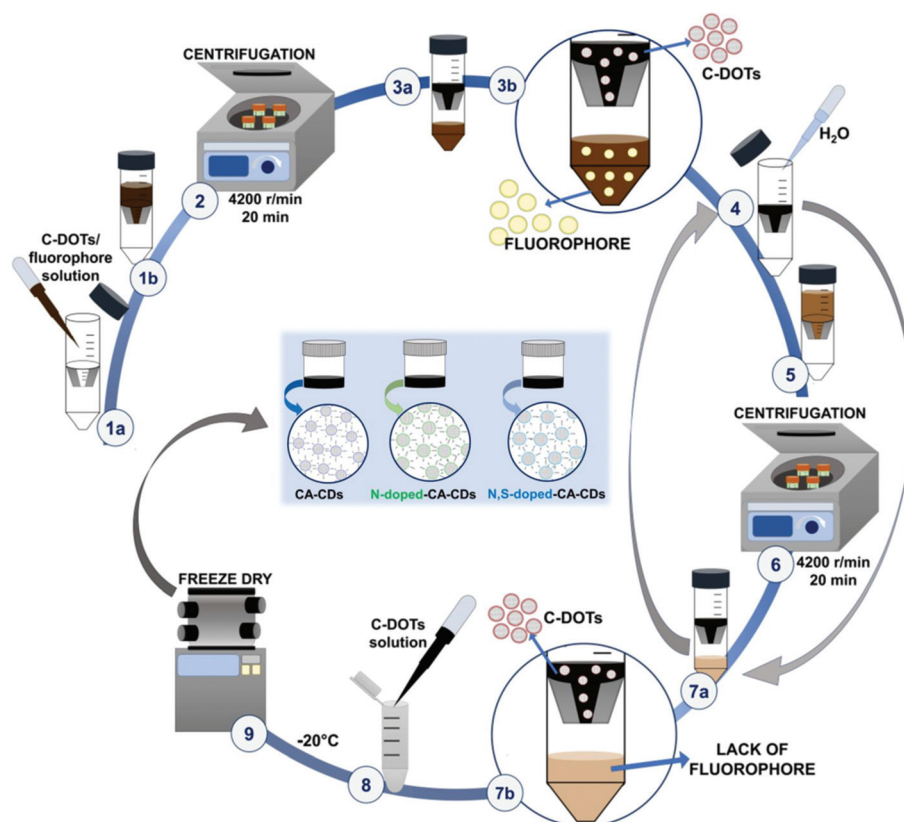 C-DOTs/
fluorophore
solution
1a
1b
2
CENTRIFUGATION
4200 r/min
20 min
3a
3b
C-DOTs
FLUOROPHORE
4
H₂O
5
CENTRIFUGATION
6
4200 r/min
20 min
7a
C-DOTs
LACK OF
FLUOROPHORE
7b
C-DOTs
solution
8
-20°C
9
FREEZE DRY
CA-CDs
N-doped-CA-CDs
N,S-doped-CA-CDs